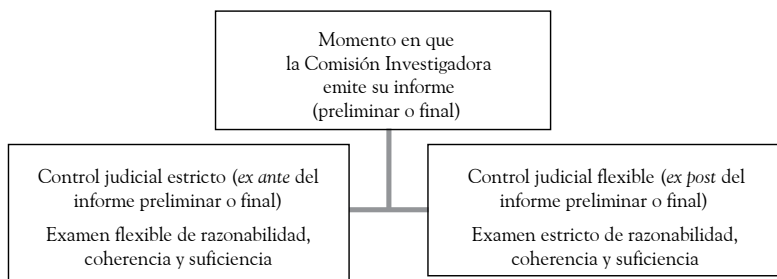 Momento en que
la Comisión Investigadora
emite su informe
(preliminar o final)
Control judicial estricto (ex ante del
informe preliminar o final)
Examen flexible de razonabilidad,
coherencia y suficiencia
Control judicial flexible (ex post del
informe preliminar o final)
Examen estricto de razonabilidad,
coherencia y suficiencia